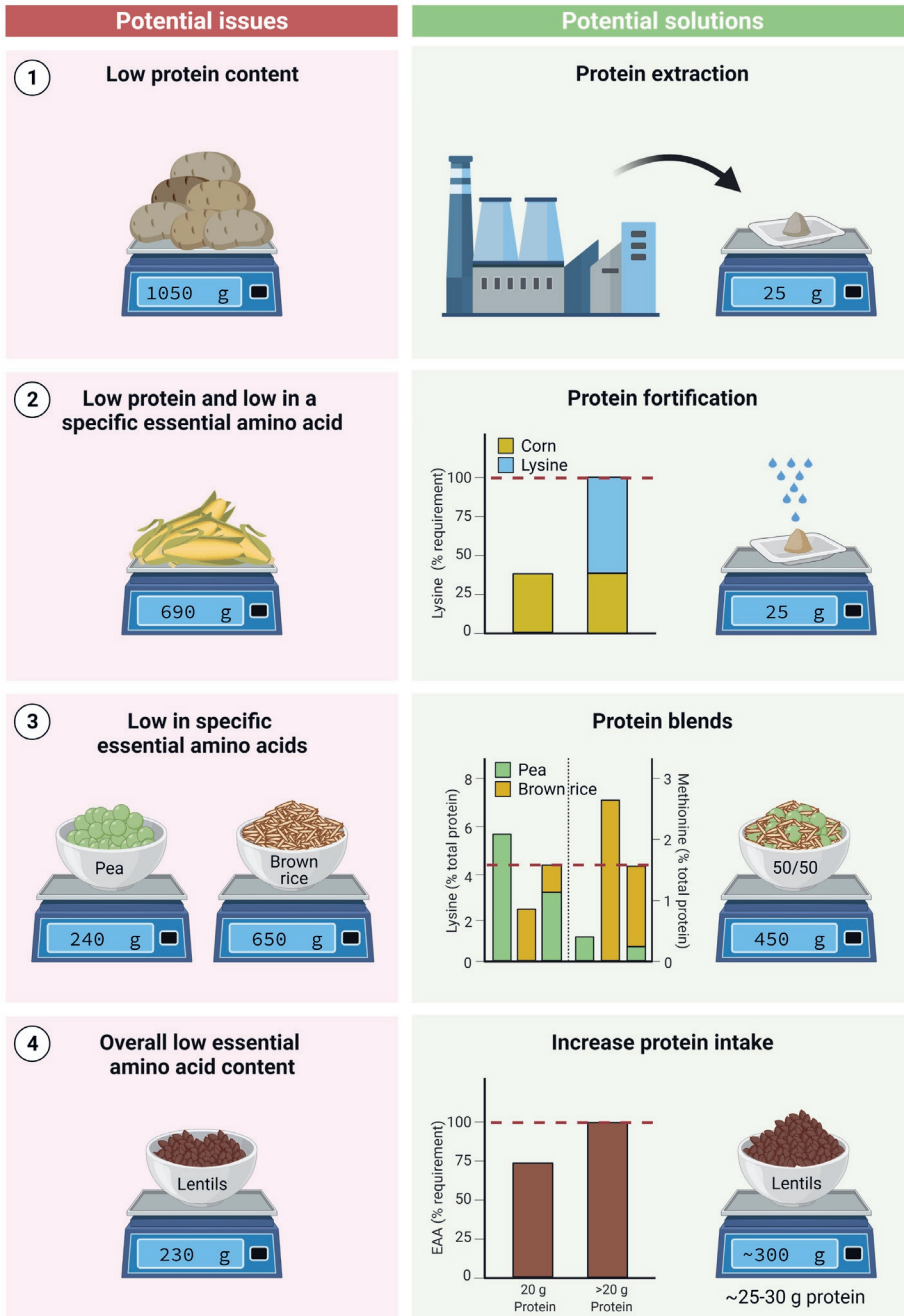 Potential issues
Potential solutions
1
Low protein content
1050 g
Protein extraction
25 g
2
Low protein and low in a
specific essential amino acid
690 g
Protein fortification
Corn
Lysine
Lysine (% requirement)
100
75
50
25
0
25 g
3
Low in specific
essential amino acids
Pea
240 g
Brown
rice
650 g
Protein blends
Pea
Brown rice
Lysine (% total protein)
8
6
4
2
0
3
2
1
0
Methionine (% total protein)
50/50
450 g
4
Overall low essential
amino acid content
Lentils
230 g
Increase protein intake
EAA (% requirement)
100
75
50
25
0
20 g
Protein
>20 g
Protein
Lentils
~300 g
~25-30 g protein